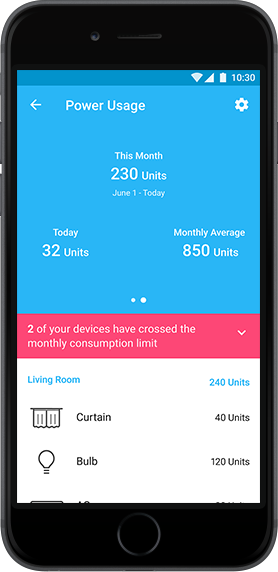 10:30
Power Usage
This Month
230 Units
June 1 - Today
Today
Monthly Average
32 Units
850 Units
2 of your devices have crossed the
monthly consumption limit
Living Room
240 Units
Curtain
40 Units
Bulb
120 Units